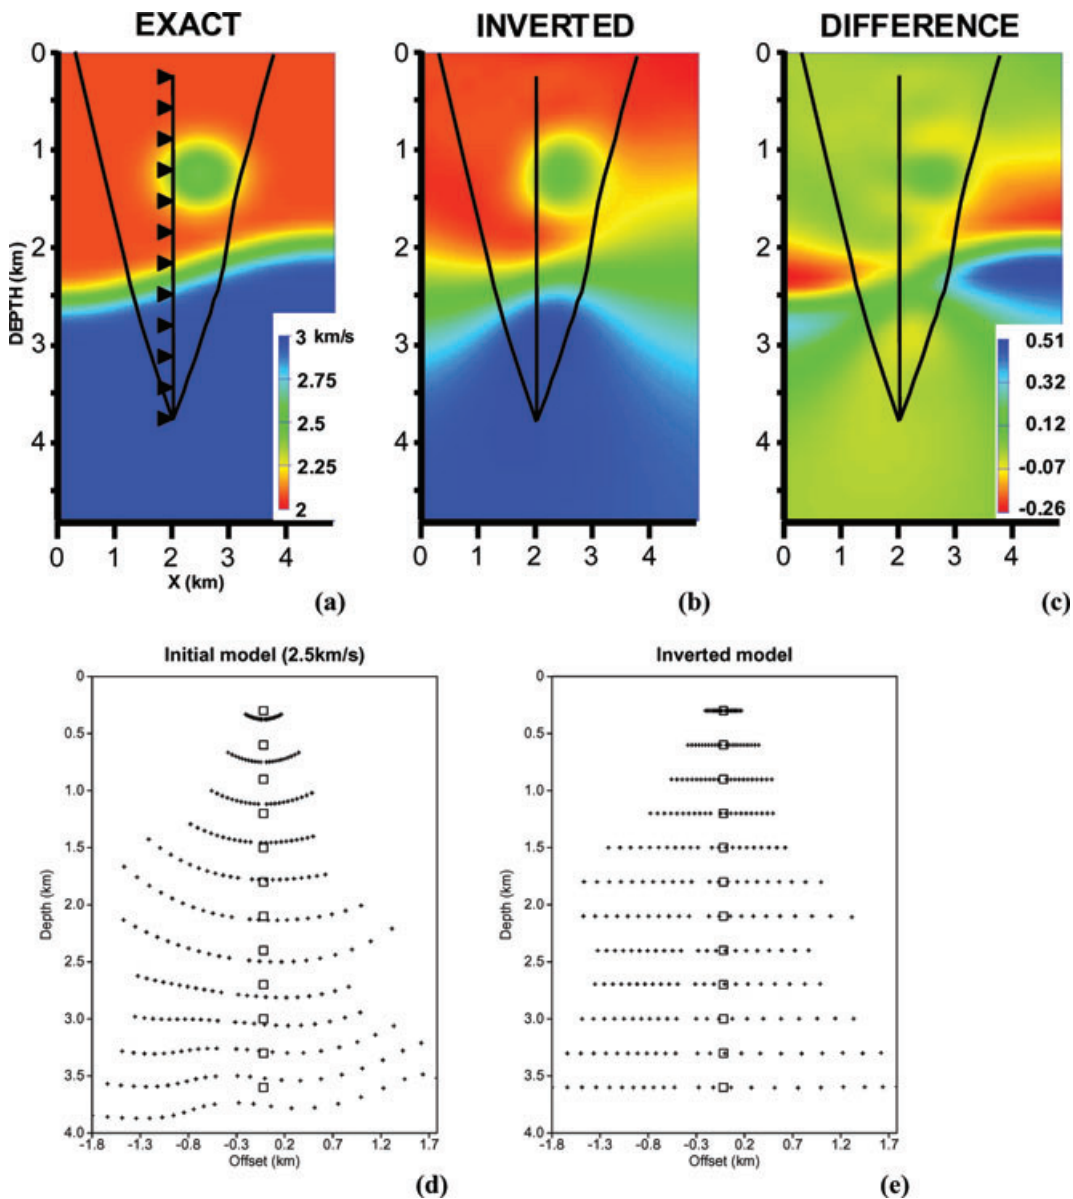 EXACT INVERTED DIFFERENCE
0 0 0
1 1 1
2 2 2
DEPTH (km)
3 3 3
4 4 4
3 km/s
2.75
2.5
2.25
2
0.51
0.32
0.12
-0.07
-0.26
0 1 2 3 4 0 1 2 3 4 0 1 2 3 4
X (km)
(a) (b) (c)
Initial model (2.5km/s) Inverted model
0 0
0.5 0.5
1.0 1.0
1.5 1.5
2.0 2.0
2.5 2.5
3.0 3.0
3.5 3.5
4.0 4.0
Depth (km) Depth (km)
-1.8 -1.3 -0.8 -0.3 0.2 0.7 1.2 1.7 -1.8 -1.3 -0.8 -0.3 0.2 0.7 1.2 1.7
Offset (km) Offset (km)
(d) (e)